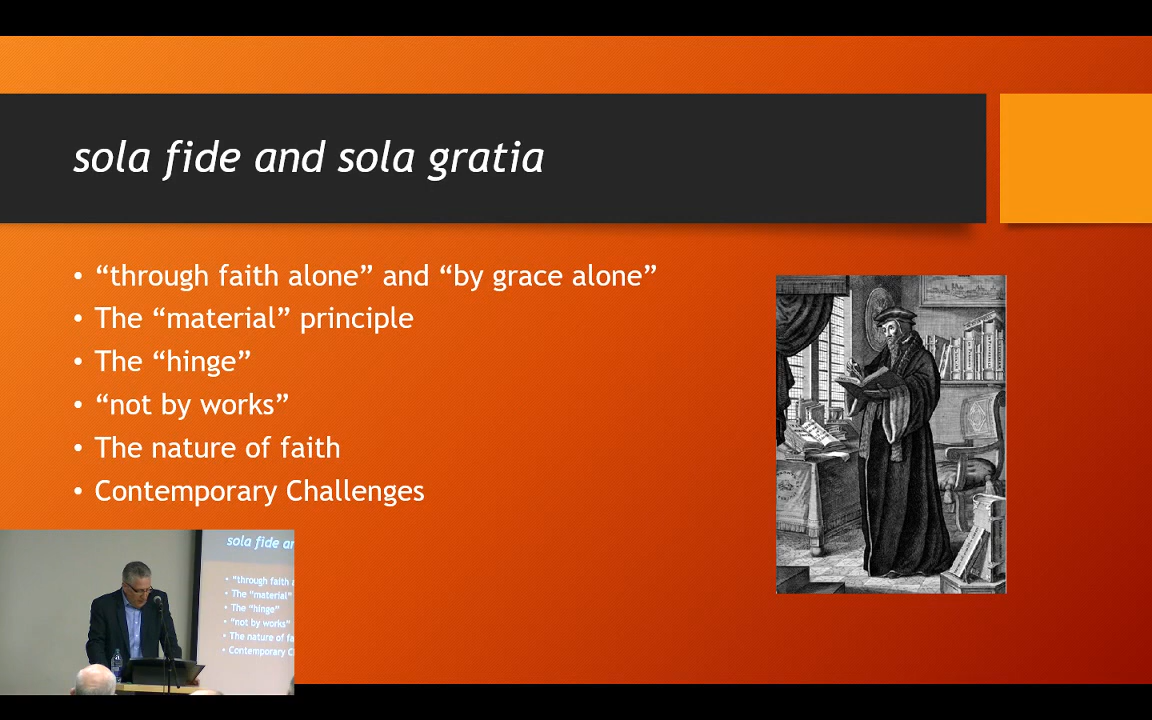 sola fide and sola gratia
• “through faith alone” and “by grace alone”
• The “material” principle
• The “hinge”
• “not by works”
• The nature of faith
• Contemporary Challenges
sola fide an
• “through faith a
• The “material”
• The “hinge”
• “not by works”
• The nature of fa
• Contemporary C